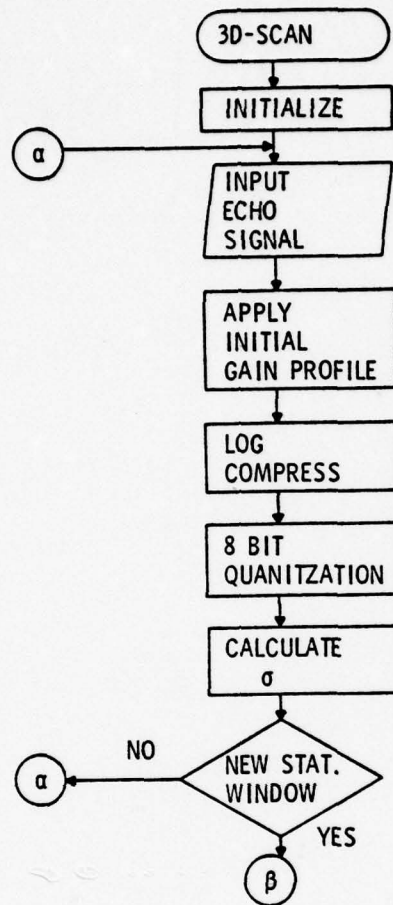 3D-SCAN
INITIALIZE
α
INPUT
ECHO
SIGNAL
APPLY
INITIAL
GAIN PROFILE
LOG
COMPRESS
8 BIT
QUANITZATION
CALCULATE
σ
NO
α
NEW STAT.
WINDOW
YES
β